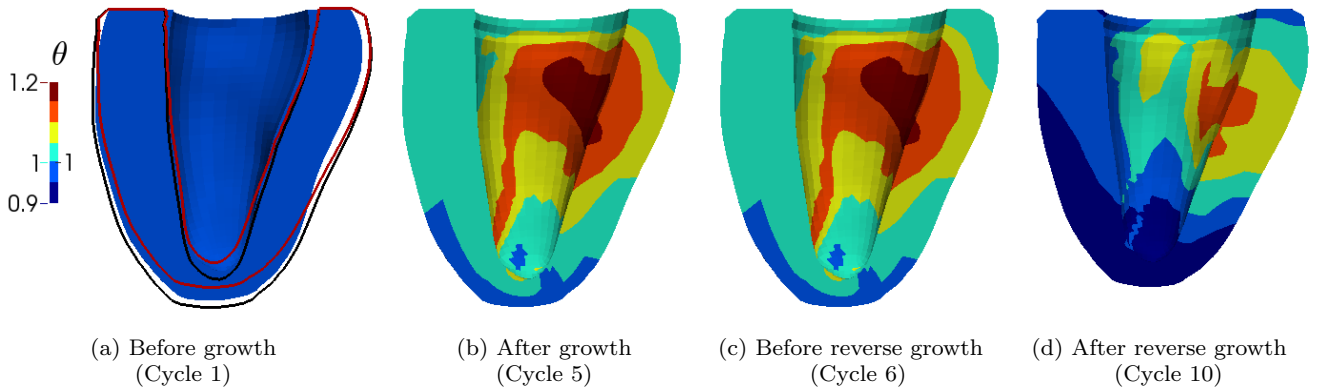 θ
1.2
1 1
0.9
(a) Before growth
(Cycle 1)
(b) After growth
(Cycle 5)
(c) Before reverse growth
(Cycle 6)
(d) After reverse growth
(Cycle 10)